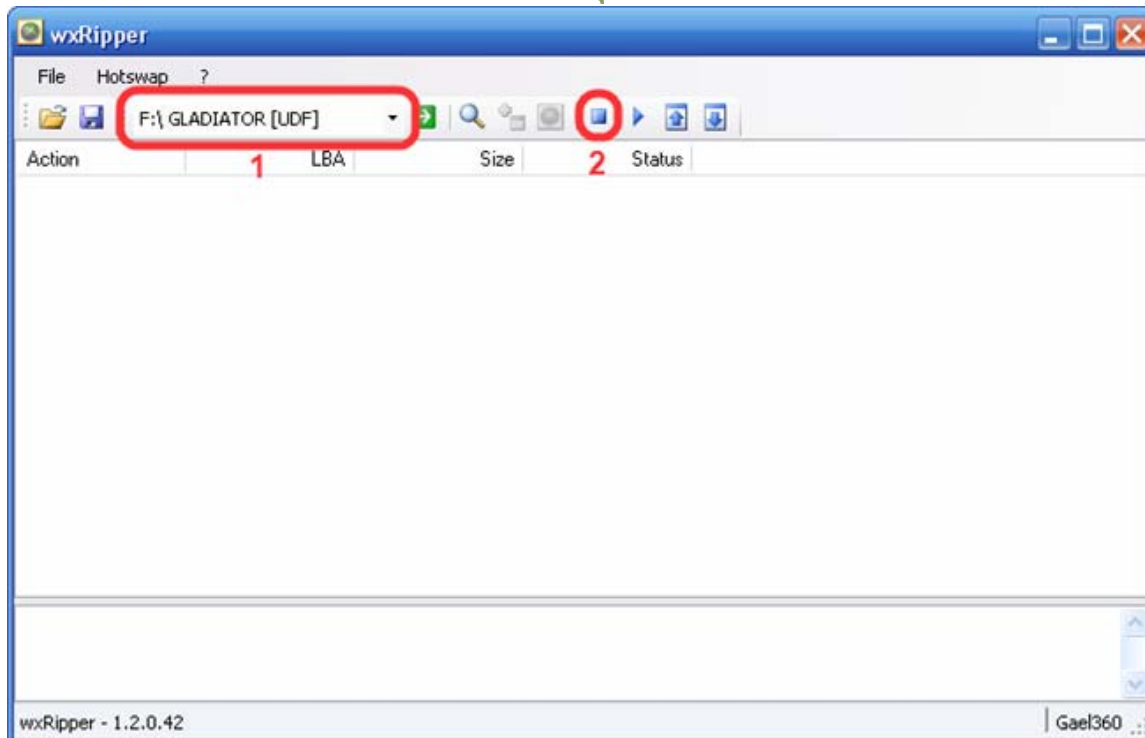 wxRipper
File Hotswap ?
F:\ GLADIATOR [UDF]
Action LBA Size Status
1 2
wxRipper - 1.2.0.42 Gael360